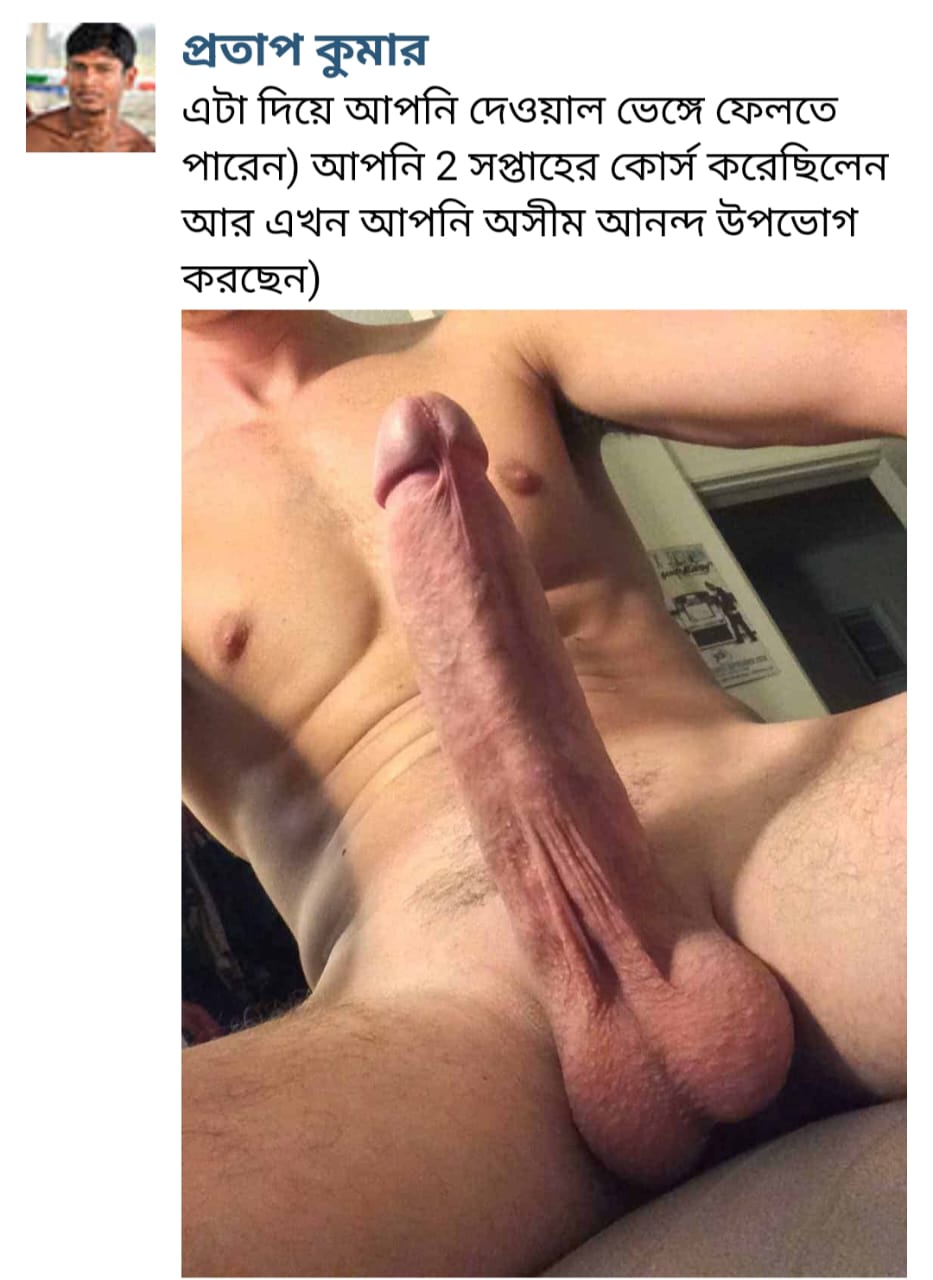 প্রতাপ কুমার
এটা দিয়ে আপনি দেওয়াল ভেঙ্গে ফেলতে
পারেন) আপনি 2 সপ্তাহের কোর্স করেছিলেন
আর এখন আপনি অসীম আনন্দ উপভোগ
করছেন)